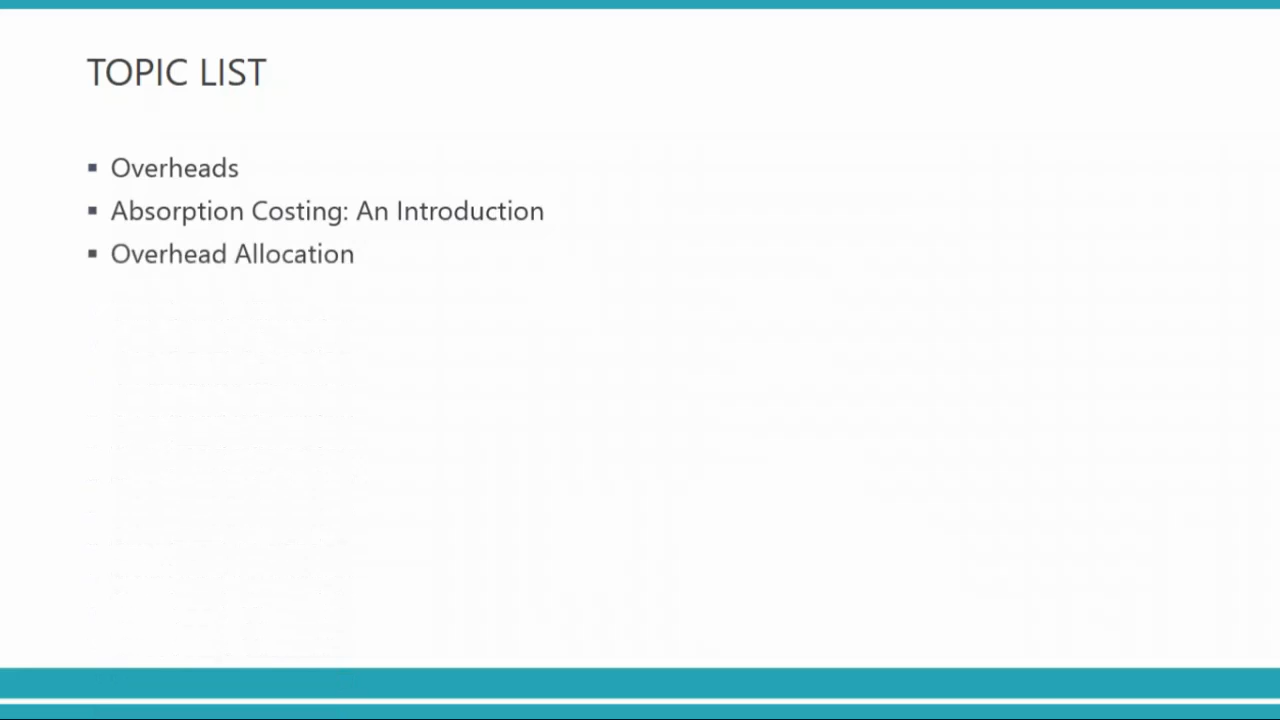 TOPIC LIST
Overheads
Absorption Costing: An Introduction
Overhead Allocation